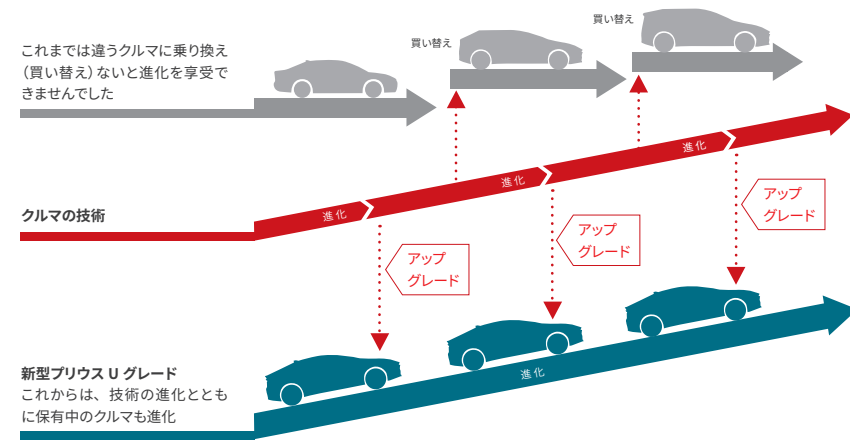 買い替え
買い替え
これまでは違うクルマに乗り換え
（買い替え）ないと進化を享受で
きませんでした
進化
進化
進化
クルマの技術
アップ
グレード
アップ
グレード
アップ
グレード
新型プリウス U グレード
これからは、技術の進化ととも
に保有中のクルマも進化
進化